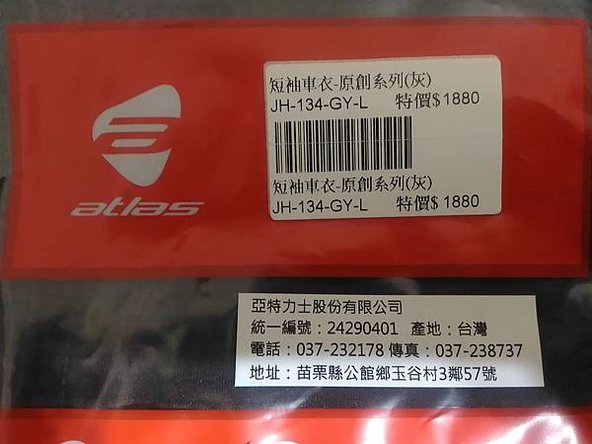 短袖車衣-原創系列(灰)
JH-134-GY-L 特價$1880
短袖車衣-原創系列(灰)
JH-134-GY-L 特價$1880
atlas
亞特力士股份有限公司
統一編號：24290401 產地：台灣
電話：037-232178 傳真：037-238737
地址：苗栗縣公館鄉玉谷村3鄰57號